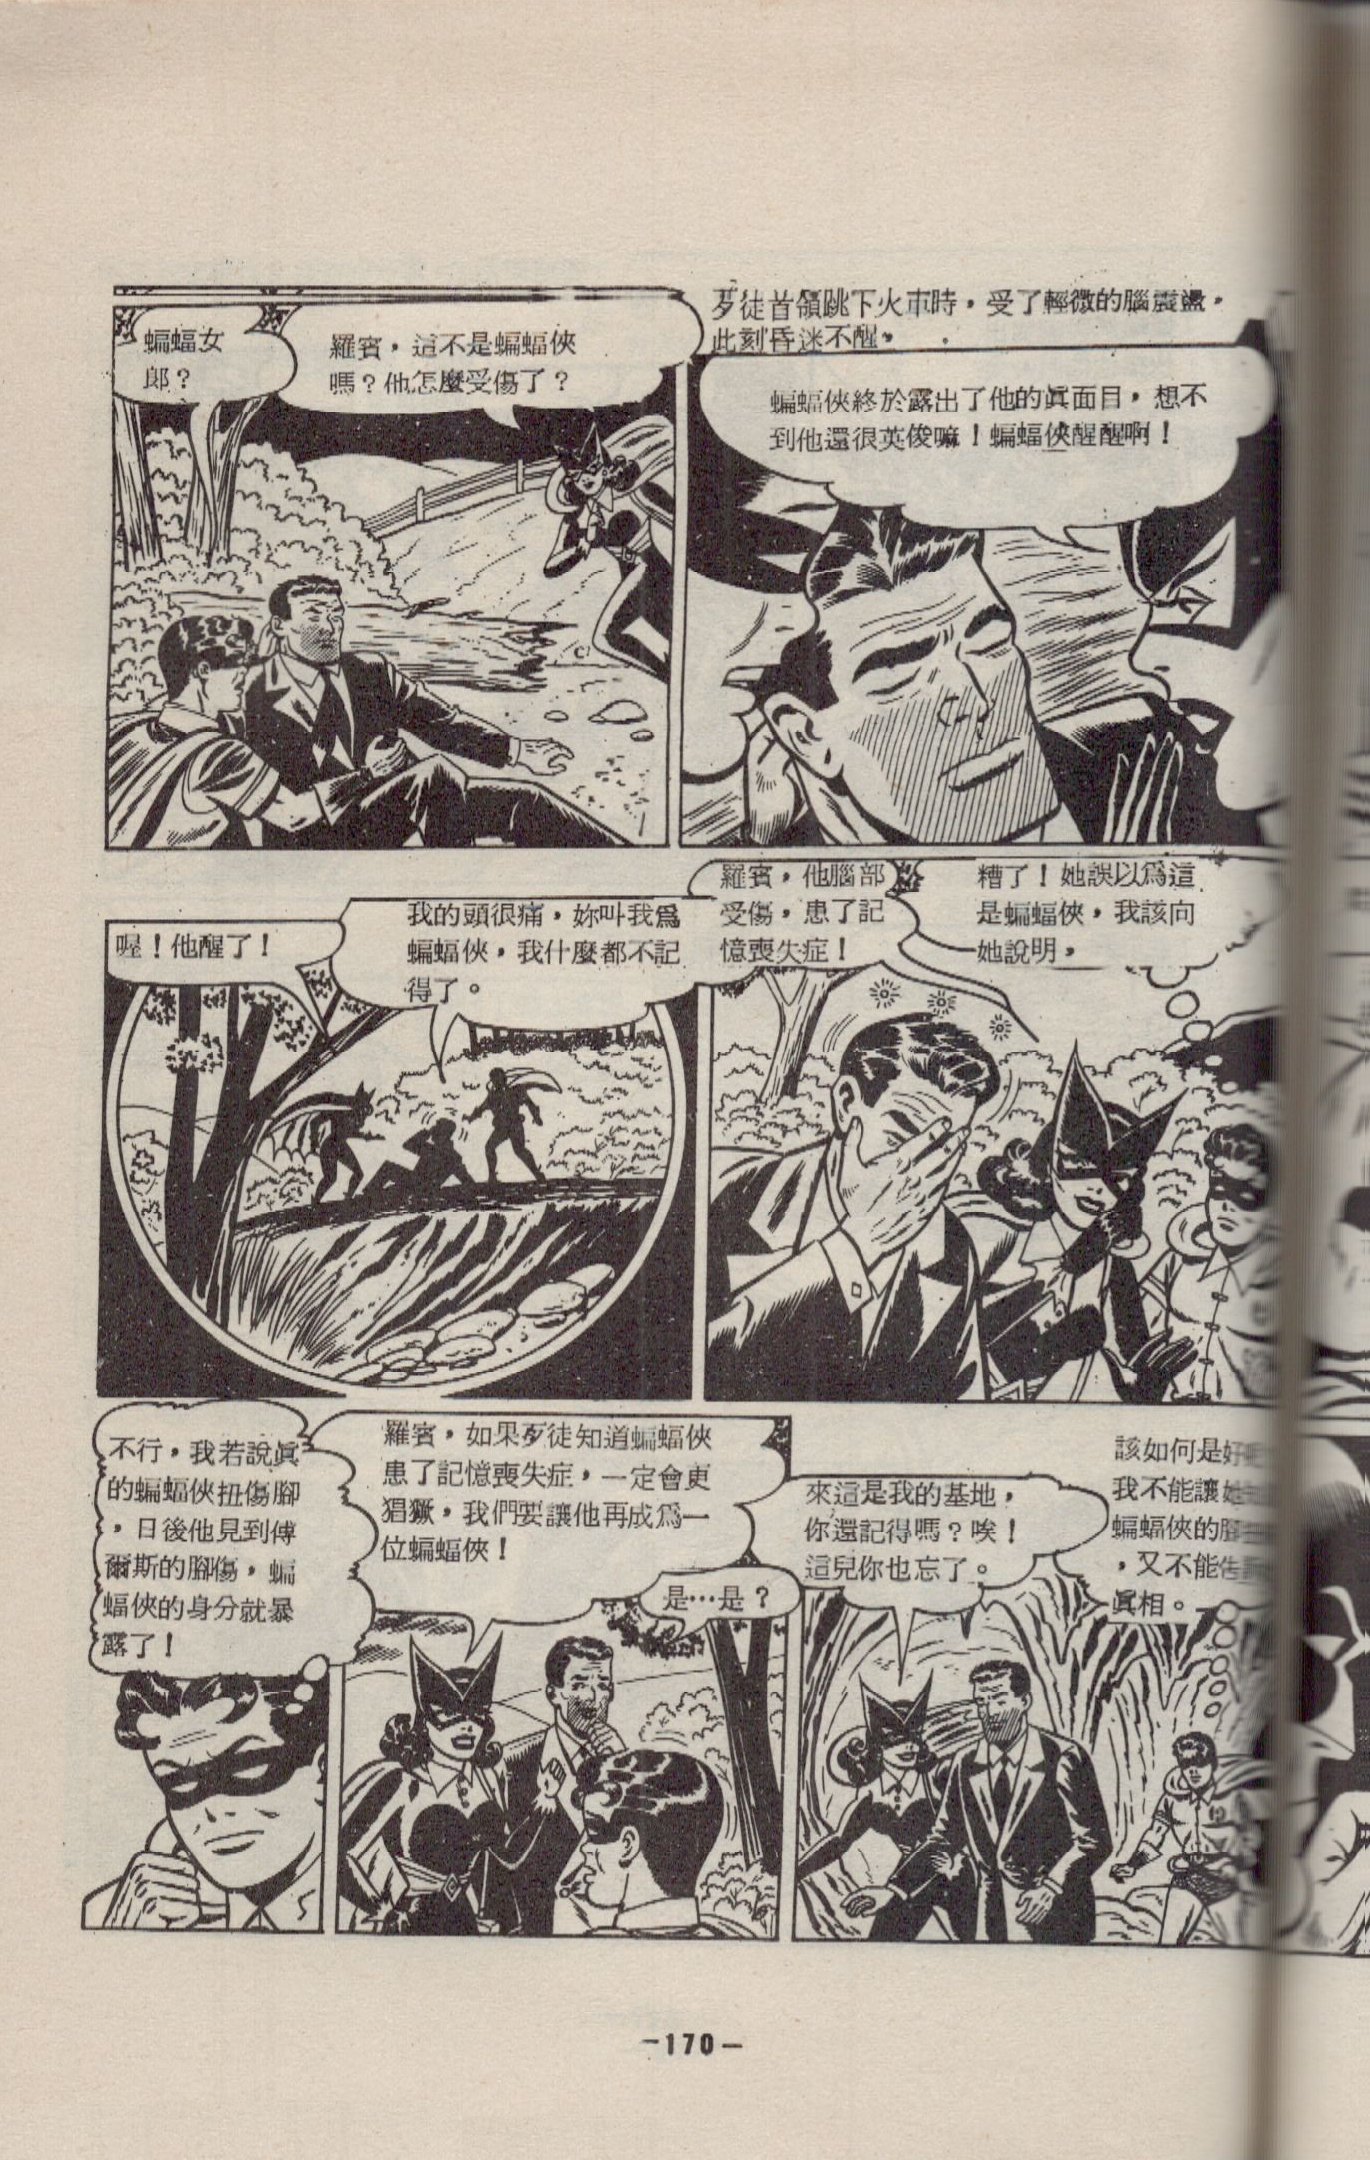 蝙蝠女
郎？
羅賓，這不是蝙蝠俠
嗎？他怎麼受傷了？
歹徒首領跳下火車時，受了輕微的腦震盪，
此刻昏迷不醒，
蝙蝠俠終於露出了他的眞面目，想不
到他還很英俊嘛！蝙蝠俠醒醒啊！
喔！他醒了！
我的頭很痛，妳叫我爲
蝙蝠俠，我什麼都不記
得了。
羅賓，他腦部
受傷，患了記
憶喪失症！
糟了！她誤以爲這
是蝙蝠俠，我該向
她說明，
不行，我若說眞
的蝙蝠俠扭傷腳
，日後他見到傅
爾斯的腳傷，蝙
蝠俠的身分就暴
露了！
羅賓，如果歹徒知道蝙蝠俠
患了記憶喪失症，一定會更
猖獗，我們要讓他再成爲一
位蝙蝠俠！
是…是？
來這是我的基地，
你還記得嗎？唉！
這兒你也忘了。
該如何是好
我不能讓她
蝙蝠俠的腳
，又不能告
眞相。
－170－